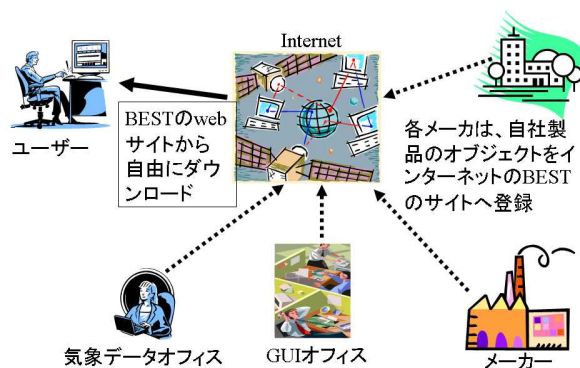 Internet
BESTのweb
サイトから
自由にダウ
ンロード
ユーザー
各メーカは、自社製
品のオブジェクトをイ
ンターネットのBEST
のサイトへ登録
気象データオフィス
GUIオフィス
メーカー